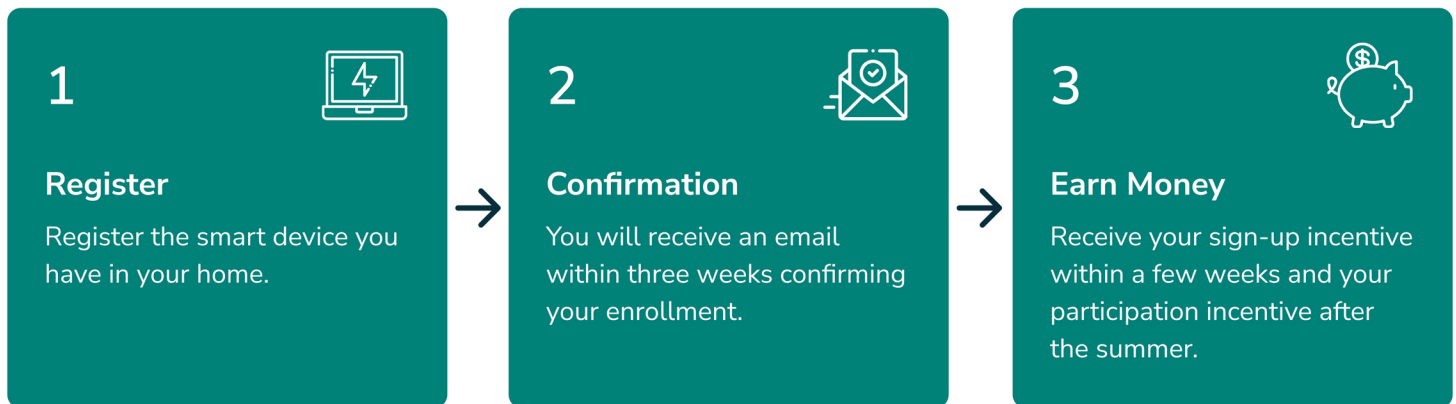 1
Register
Register the smart device you
have in your home.
2
Confirmation
You will receive an email
within three weeks confirming
your enrollment.
3
$
Earn Money
Receive your sign-up incentive
within a few weeks and your
participation incentive after
the summer.